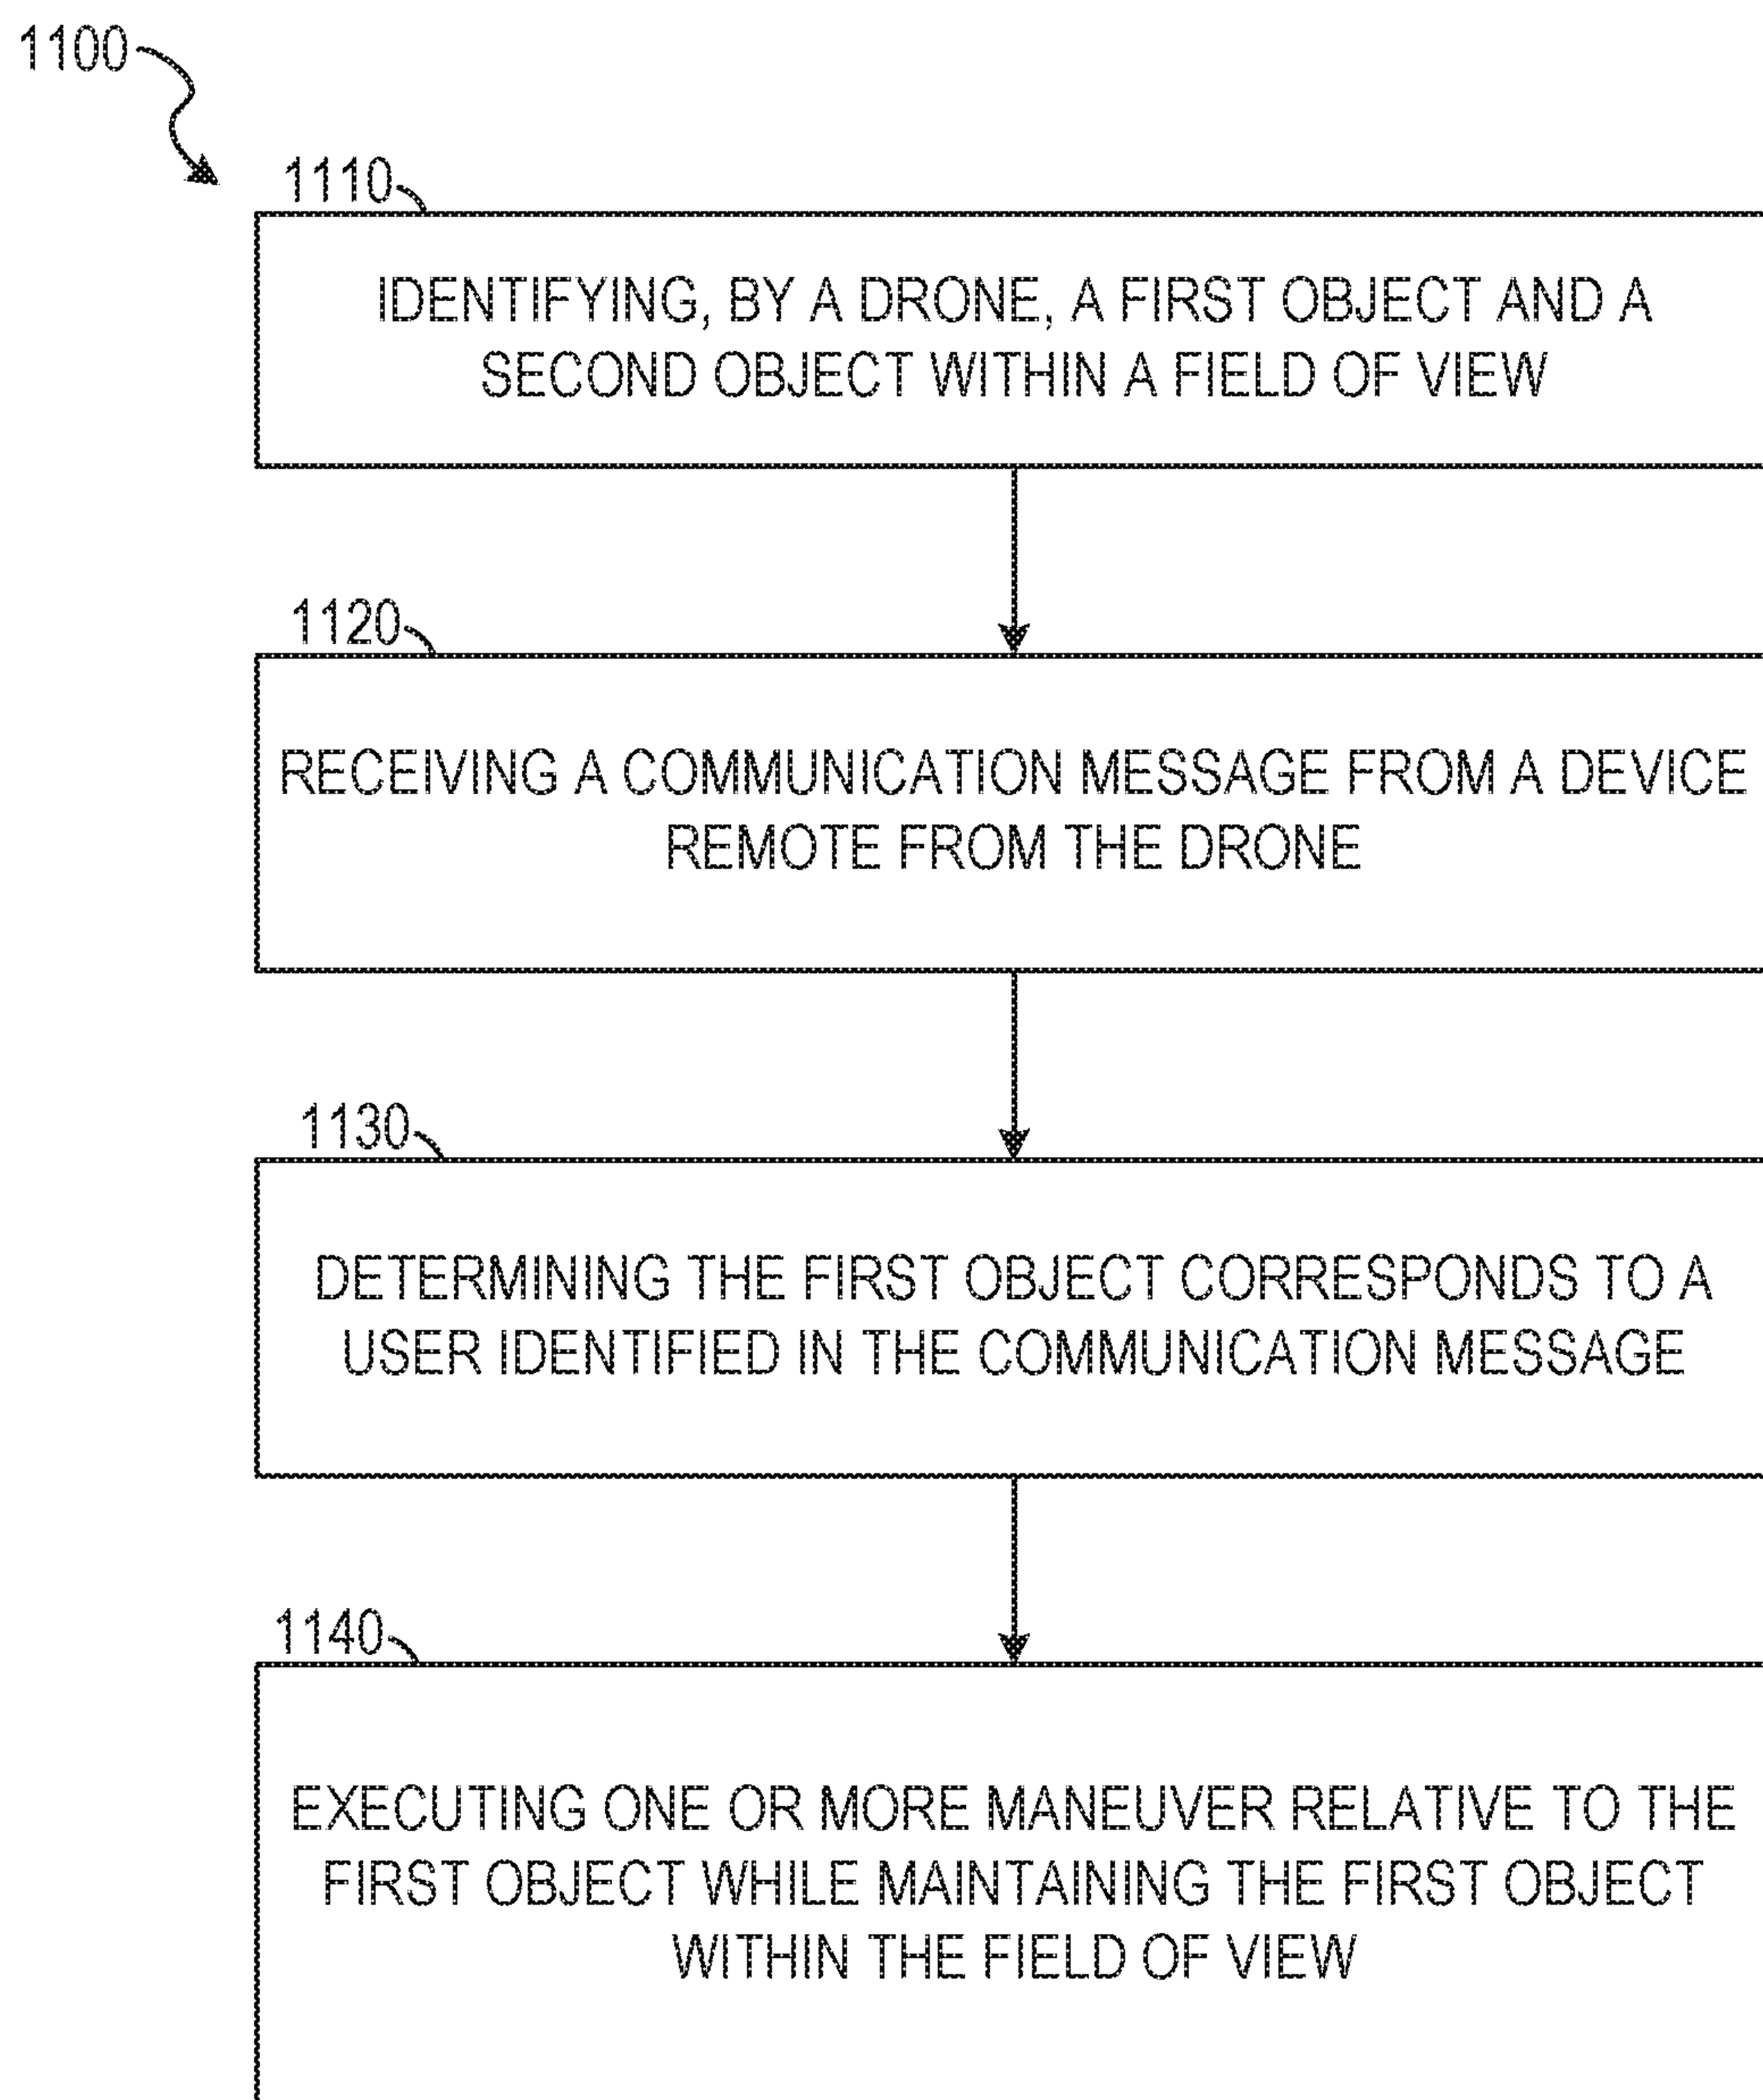 1100
1110
IDENTIFYING, BY A DRONE, A FIRST OBJECT AND A
SECOND OBJECT WITHIN A FIELD OF VIEW
1120
RECEIVING A COMMUNICATION MESSAGE FROM A DEVICE
REMOTE FROM THE DRONE
1130
DETERMINING THE FIRST OBJECT CORRESPONDS TO A
USER IDENTIFIED IN THE COMMUNICATION MESSAGE
1140
EXECUTING ONE OR MORE MANEUVER RELATIVE TO THE
FIRST OBJECT WHILE MAINTAINING THE FIRST OBJECT
WITHIN THE FIELD OF VIEW